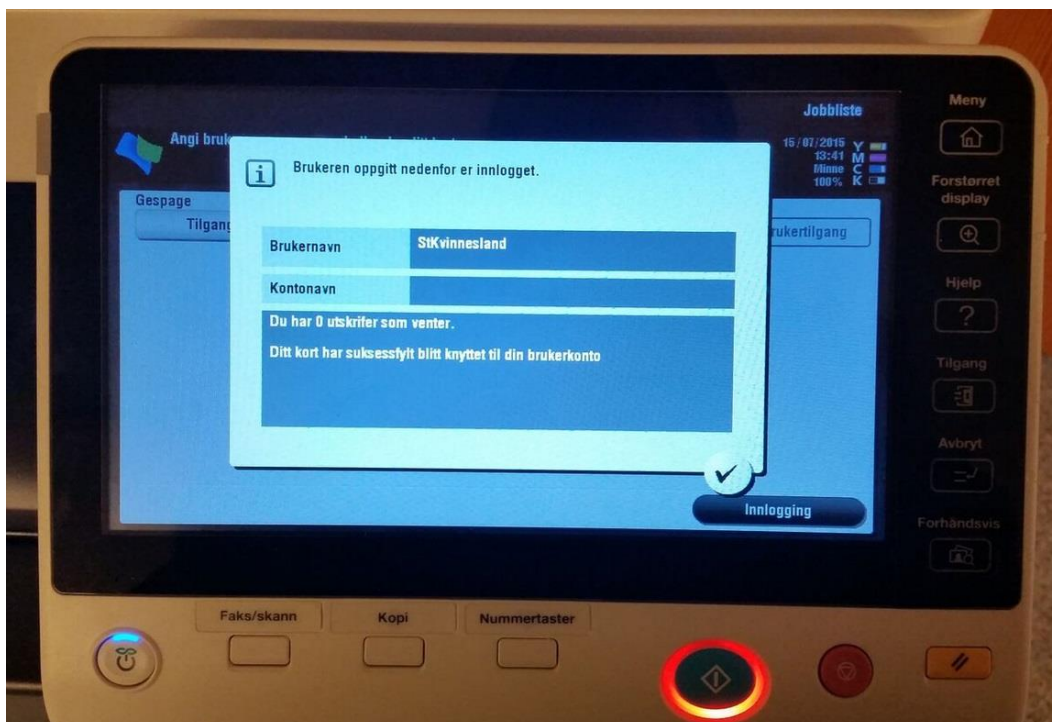 Jobbliste
Angi bruk
15/07/2015
13:41
Minne
100%
Y
M
C
K
Gespage
Tilgang
rukertilgang
Brukeren oppgitt nedenfor er innlogget.
Brukernavn StKvinnesland
Kontonavn
Du har 0 utskrifer som venter.
Ditt kort har suksessfylt blitt knyttet til din brukerkonto
Innlogging
Meny
Forstørret
display
Hjelp
?
Tilgang
Avbryt
Forhåndsvis
Faks/skann Kopi Nummertaster